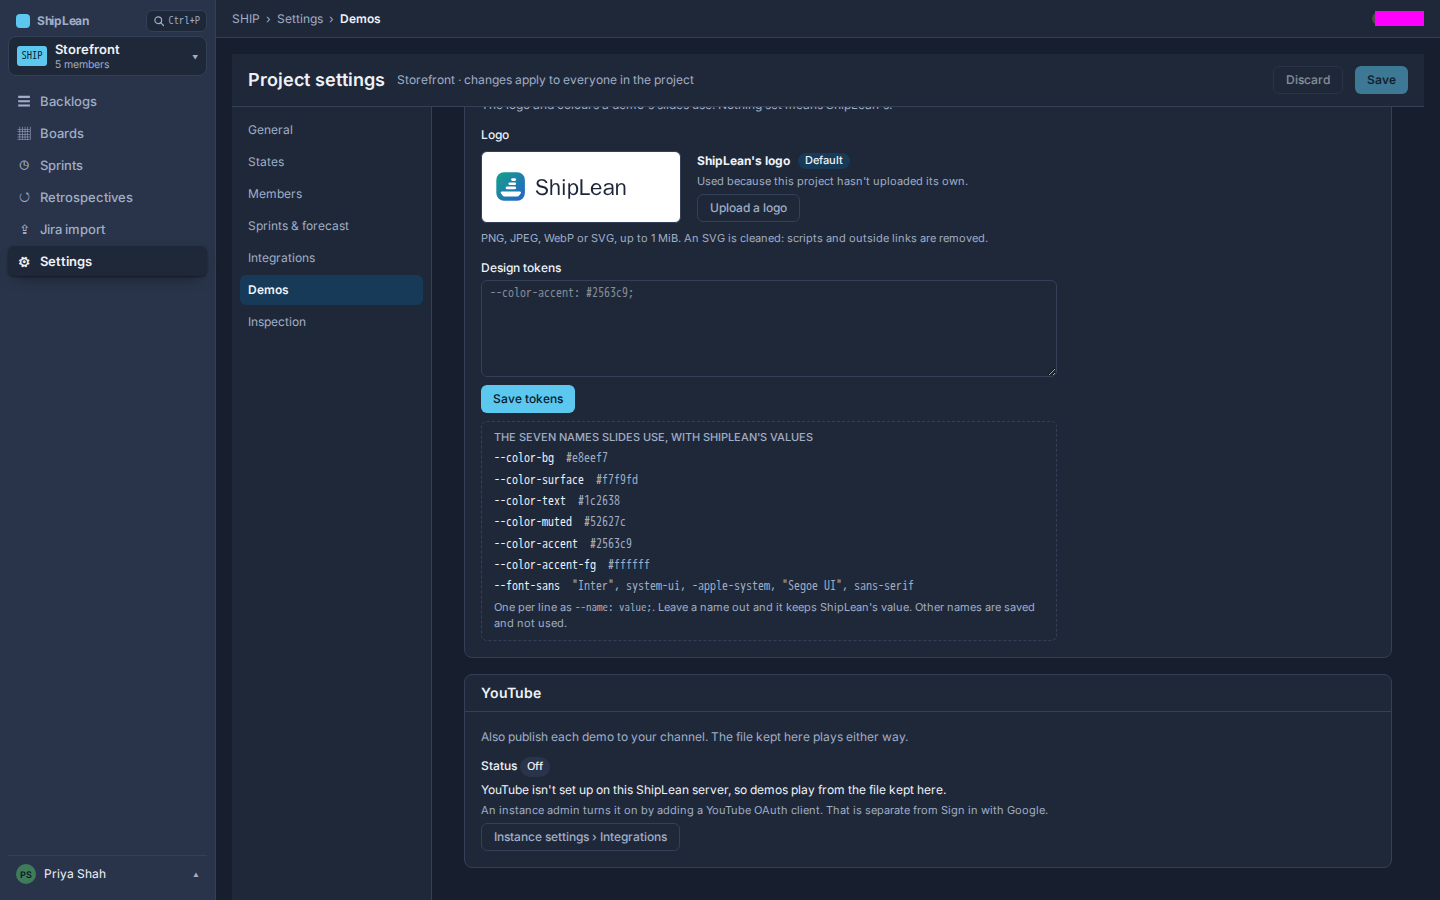 ShipLean
Ctrl+P
SHIP
Storefront
5 members
Backlogs
Boards
Sprints
Retrospectives
Jira import
Settings
PS
Priya Shah
SHIP › Settings › Demos
Project settings
Storefront · changes apply to everyone in the project
Discard
Save
General
States
Members
Sprints & forecast
Integrations
Demos
Inspection
Logo
ShipLean
ShipLean's logo Default
Used because this project hasn't uploaded its own.
Upload a logo
PNG, JPEG, WebP or SVG, up to 1 MiB. An SVG is cleaned: scripts and outside links are removed.
Design tokens
--color-accent: #2563c9;
Save tokens
THE SEVEN NAMES SLIDES USE, WITH SHIPLEAN'S VALUES
--color-bg #e8eef7
--color-surface #f7f9fd
--color-text #1c2638
--color-muted #52627c
--color-accent #2563c9
--color-accent-fg #ffffff
--font-sans "Inter", system-ui, -apple-system, "Segoe UI", sans-serif
One per line as --name: value;. Leave a name out and it keeps ShipLean's value. Other names are saved
and not used.
YouTube
Also publish each demo to your channel. The file kept here plays either way.
Status Off
YouTube isn't set up on this ShipLean server, so demos play from the file kept here.
An instance admin turns it on by adding a YouTube OAuth client. That is separate from Sign in with Google.
Instance settings › Integrations